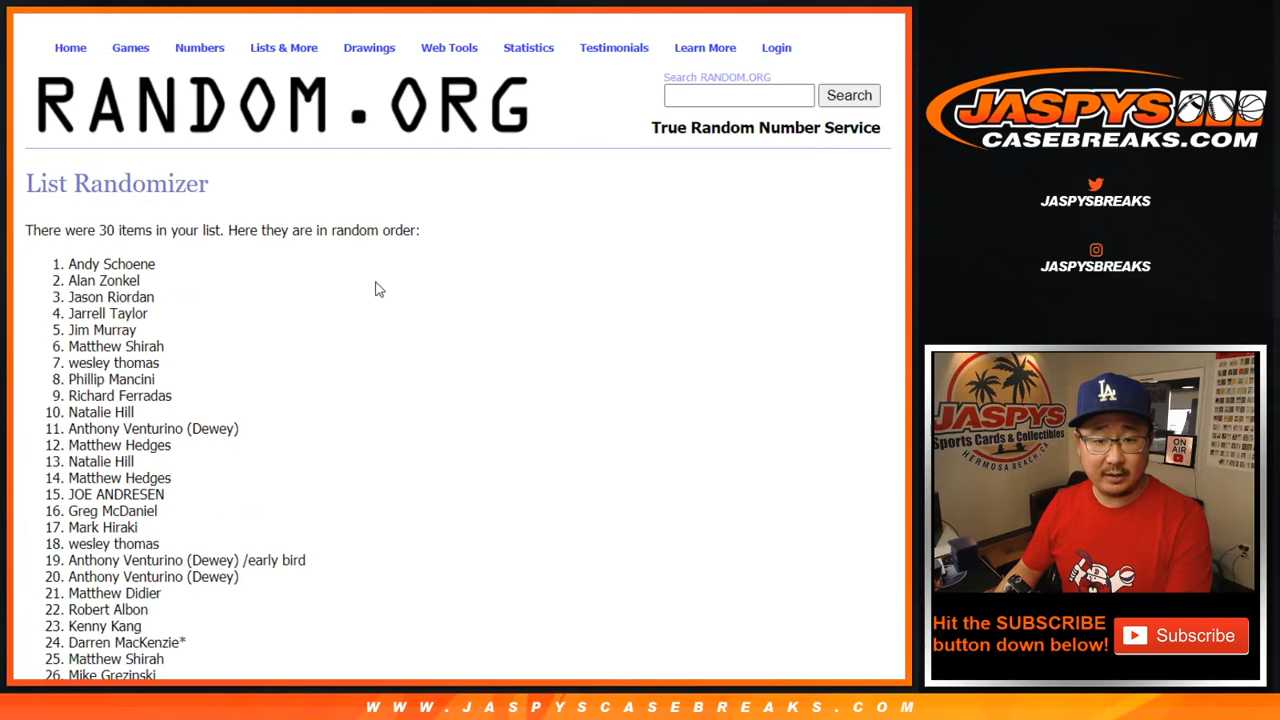 Home Games Numbers Lists & More Drawings Web Tools Statistics Testimonials Learn More Login
RANDOM.ORG
Search RANDOM.ORG
Search
True Random Number Service
List Randomizer
There were 30 items in your list. Here they are in random order:
1. Andy Schoene
2. Alan Zonkel
3. Jason Riordan
4. Jarrell Taylor
5. Jim Murray
6. Matthew Shirah
7. wesley thomas
8. Phillip Mancini
9. Richard Ferradas
10. Natalie Hill
11. Anthony Venturino (Dewey)
12. Matthew Hedges
13. Natalie Hill
14. Matthew Hedges
15. JOE ANDRESEN
16. Greg McDaniel
17. Mark Hiraki
18. wesley thomas
19. Anthony Venturino (Dewey) /early bird
20. Anthony Venturino (Dewey)
21. Matthew Didier
22. Robert Albon
23. Kenny Kang
24. Darren MacKenzie*
25. Matthew Shirah
26. Mike Grezinski
JASPYS
CASEBREAKS.COM
JASPYSBREAKS
JASPYSBREAKS
JASPYS
Sports Cards & Collectibles
HERMOSA BEACH, CA
LA
ON
AIR
Hit the SUBSCRIBE
button down below!
Subscribe
WWW.JASPYSCASEBREAKS.COM